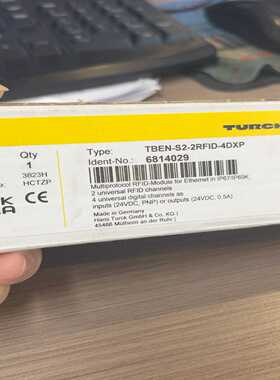 TURCK
Qty
1
3823H
HCTZP
CE
Type: TBEN-S2-2RFID-4DXP
Ident-No.: 6814029
Multiprotocol RFID-Module for Ethernet in IP67/IP69K,
2 universal RFID channels
4 universal digital channels as
inputs (24VDC, PNP) or outputs (24VDC, 0.5A)
Made in Germany
Hans Turck GmbH & Co. KG
45466 Mülheim an der Ruhr